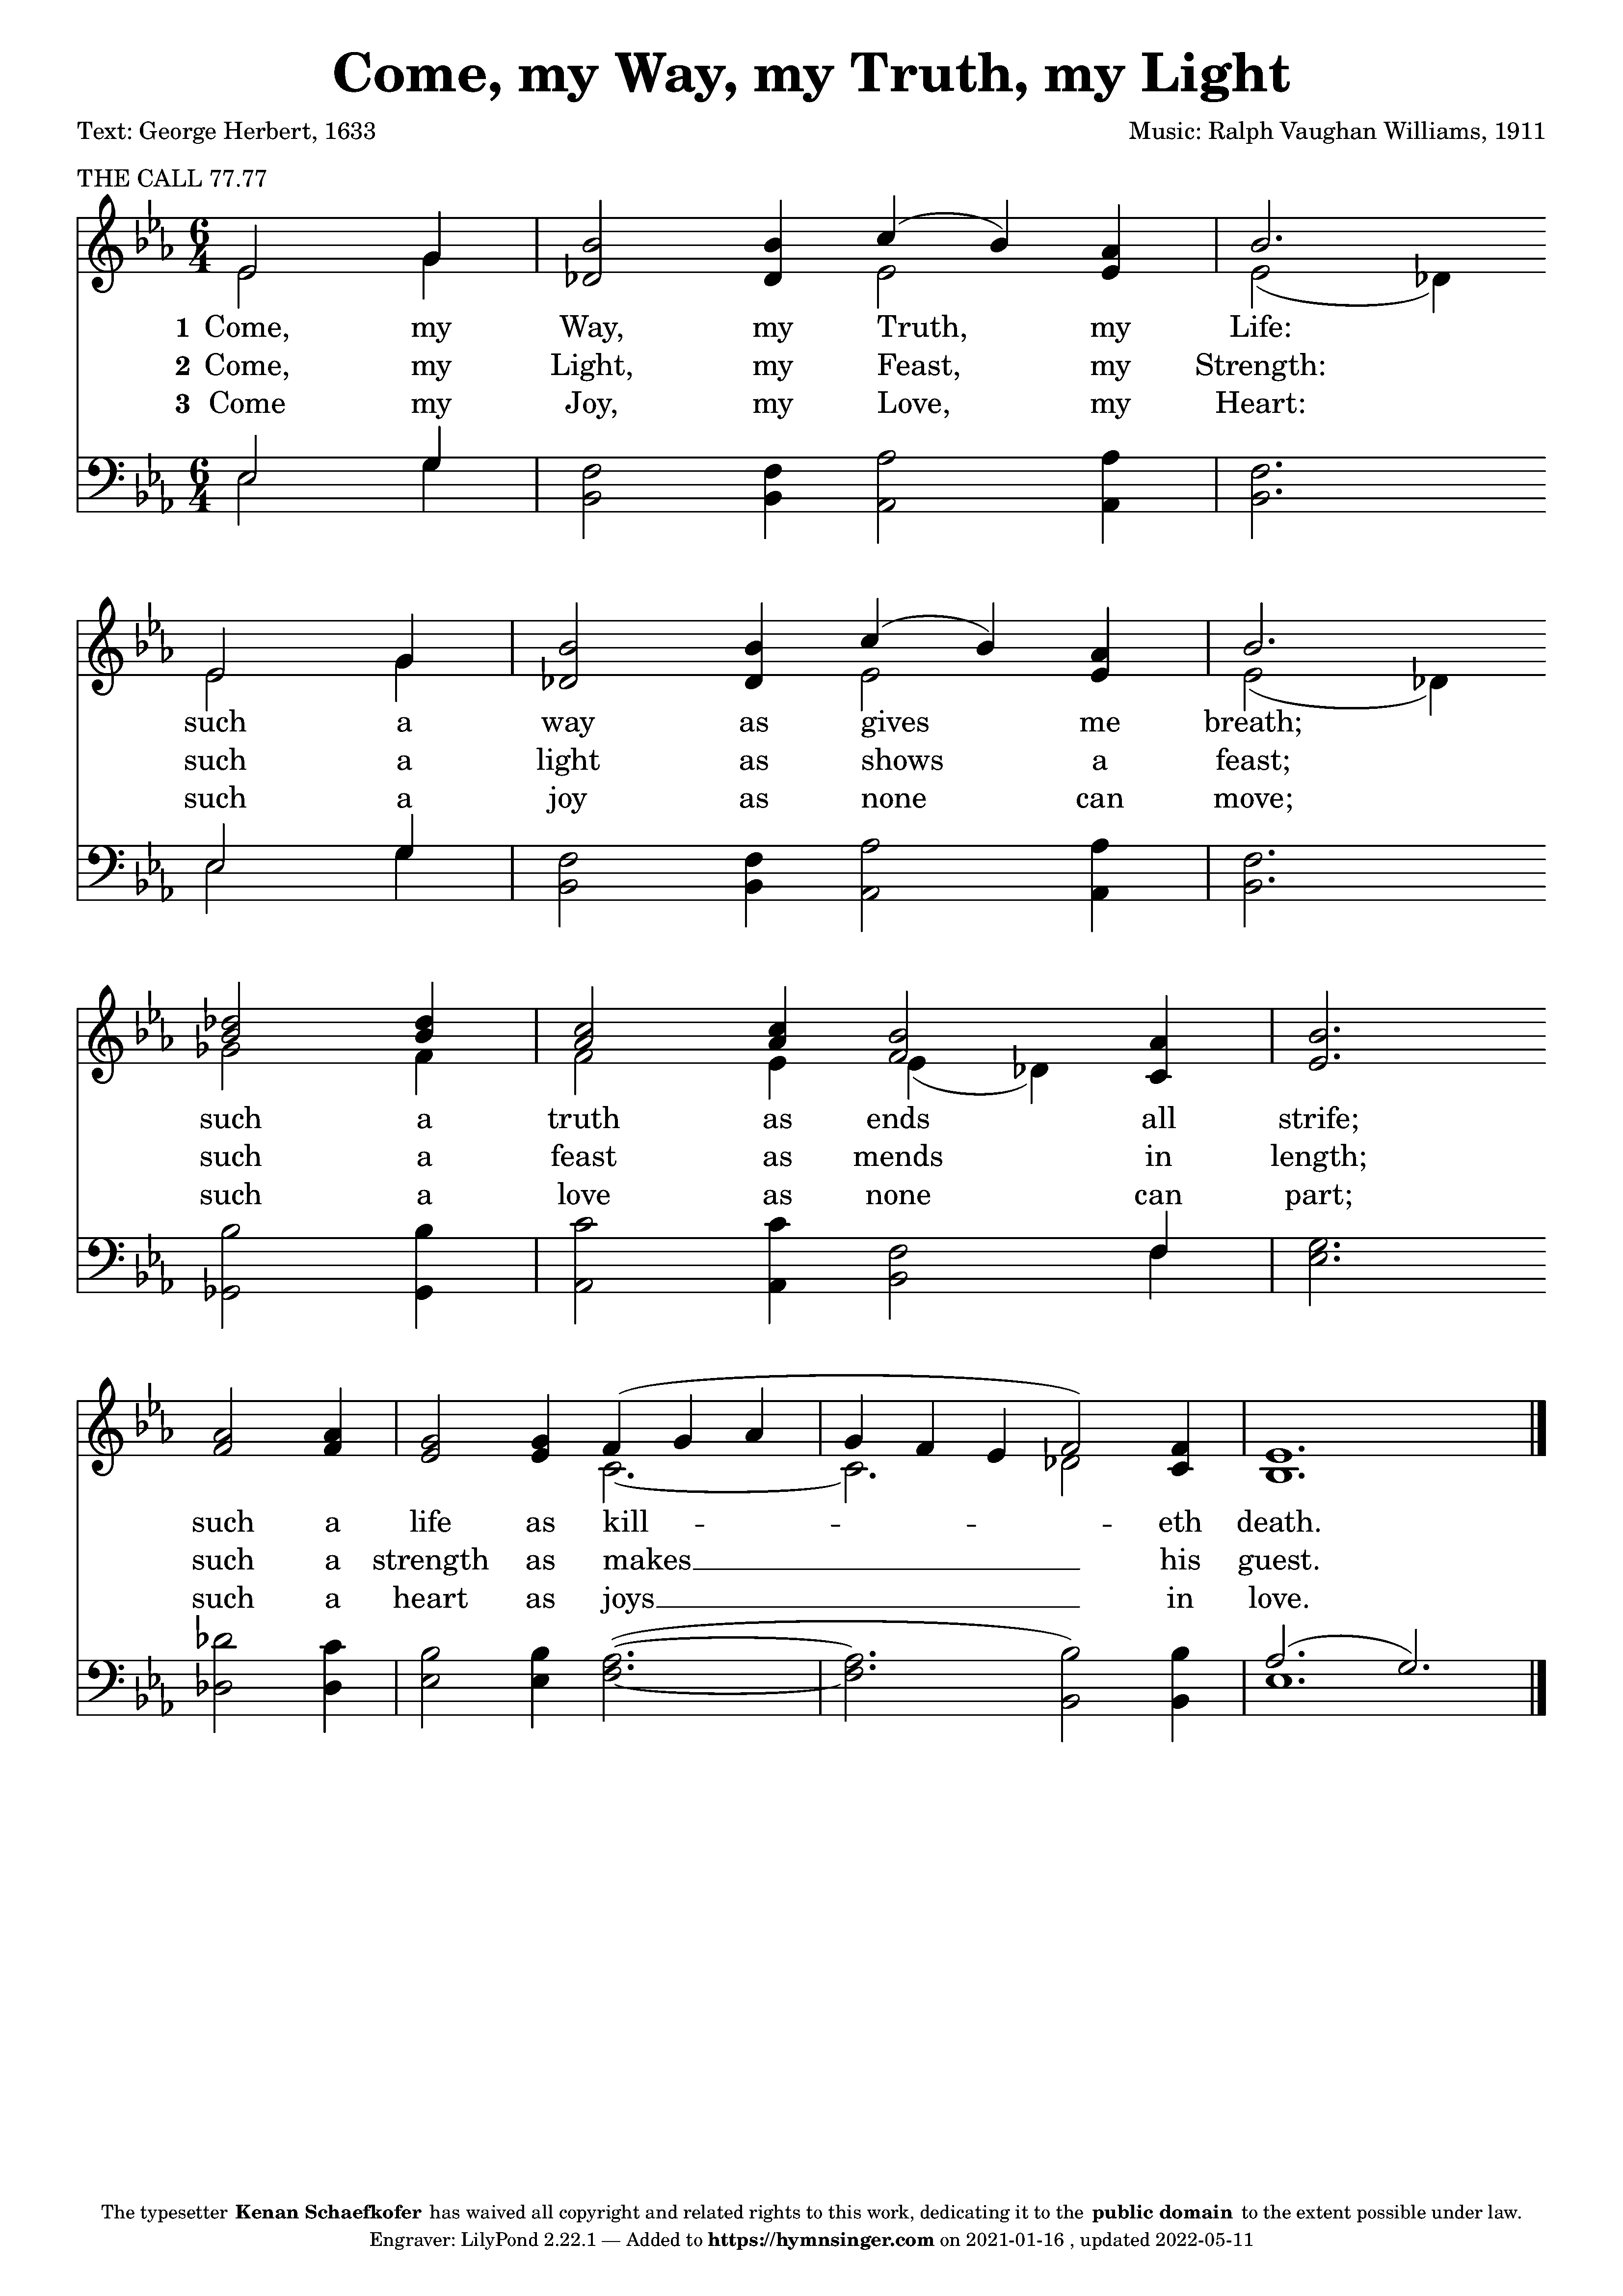 Come, my Way, my Truth, my Light
Text: George Herbert, 1633 Music: Ralph Vaughan Williams, 1911
THE CALL 77.77
6
4
1 Come, my Way, my Truth, my Life:
2 Come, my Light, my Feast, my Strength:
3 Come my Joy, my Love, my Heart:
6
4
such a way as gives me breath;
such a light as shows a feast;
such a joy as none can move;
such a truth as ends all strife;
such a feast as mends in length;
such a love as none can part;
such a life as kill - - - - eth death.
such a strength as makes __ his guest.
such a heart as joys __ in love.
The typesetter Kenan Schaefkofer has waived all copyright and related rights to this work, dedicating it to the public domain to the extent possible under law.
Engraver: LilyPond 2.22.1 — Added to https://hymnsinger.com on 2021-01-16 , updated 2022-05-11